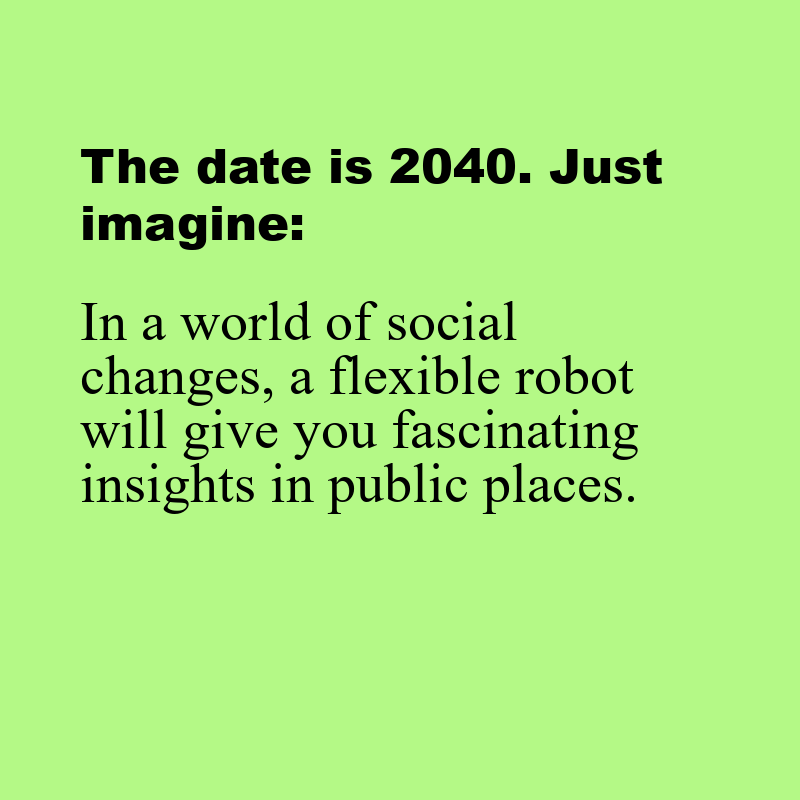 The date is 2040. Just
imagine:
In a world of social
changes, a flexible robot
will give you fascinating
insights in public places.